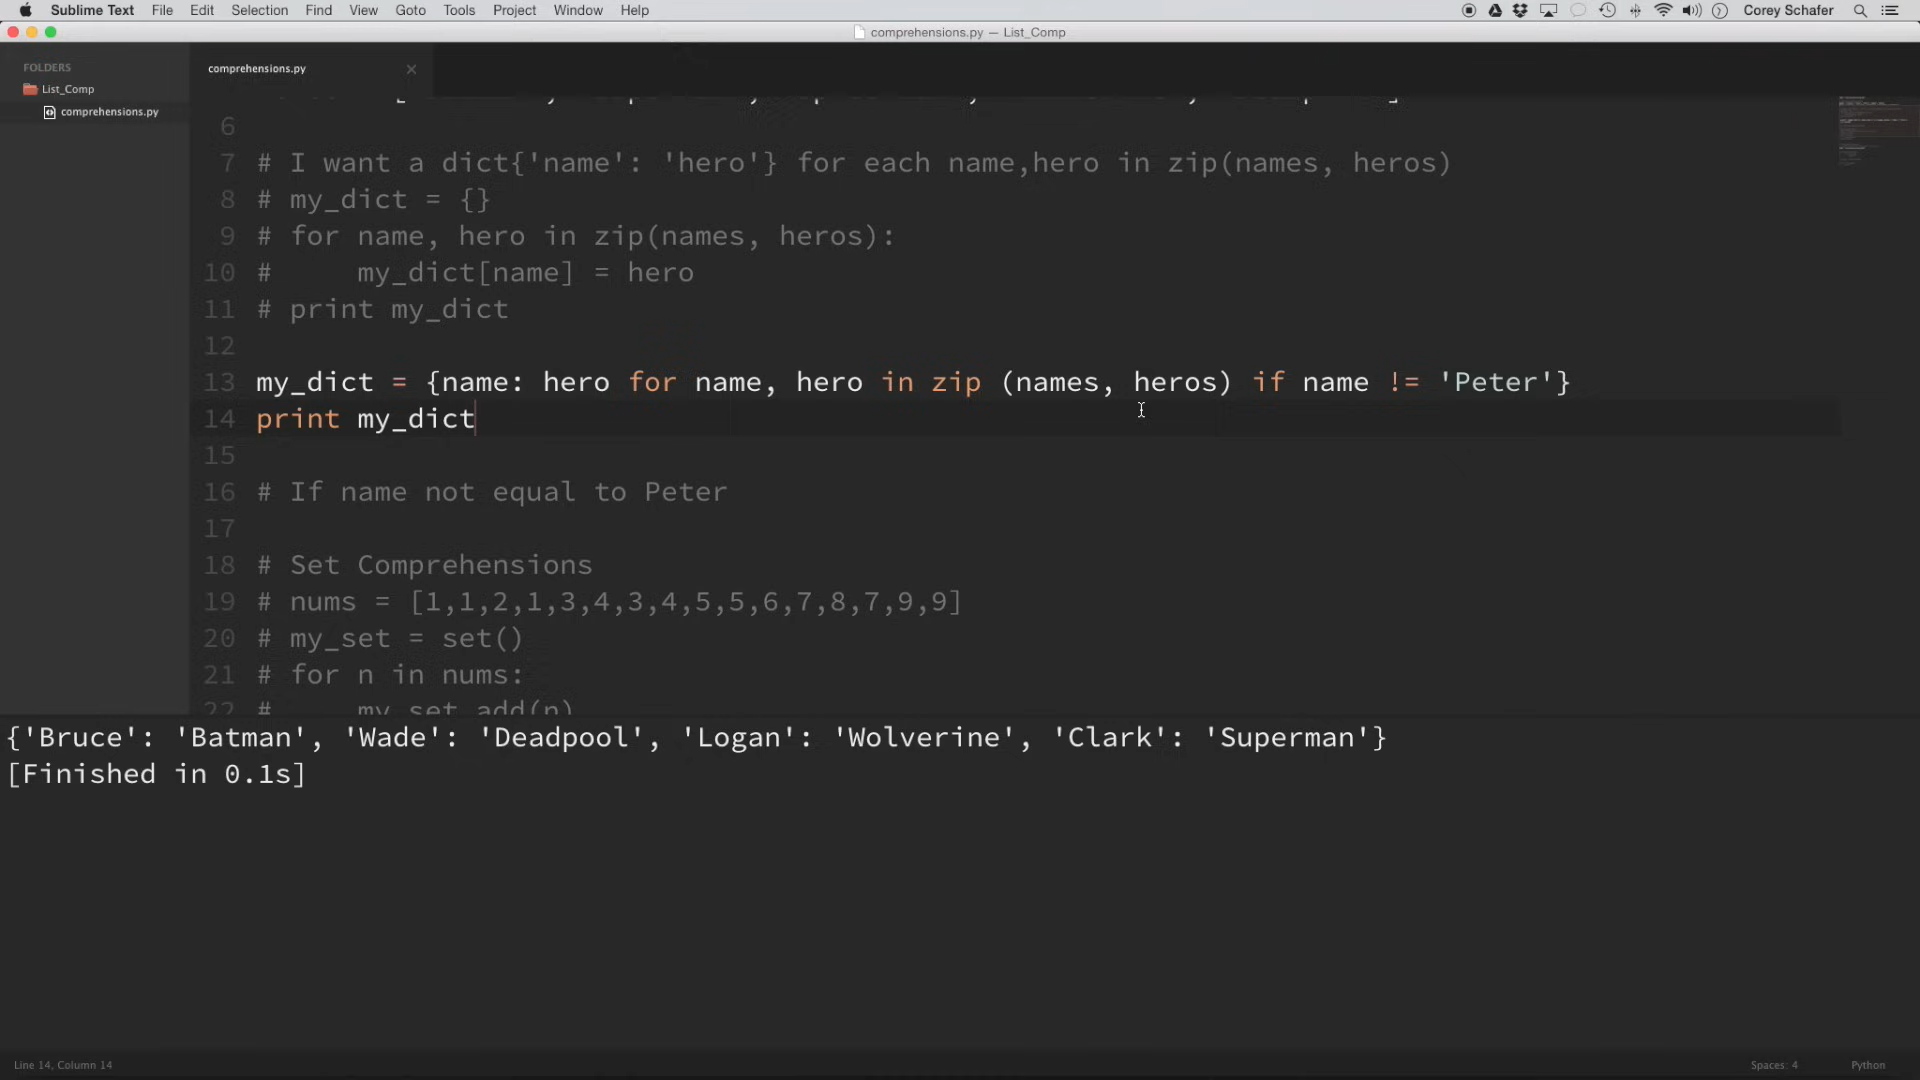 Sublime Text File Edit Selection Find View Goto Tools Project Window Help Corey Schafer
comprehensions.py — List_Comp
FOLDERS
List_Comp
comprehensions.py
comprehensions.py
6
7 # I want a dict{'name': 'hero'} for each name,hero in zip(names, heros)
8 # my_dict = {}
9 # for name, hero in zip(names, heros):
10 #     my_dict[name] = hero
11 # print my_dict
12
13 my_dict = {name: hero for name, hero in zip (names, heros) if name != 'Peter'}
14 print my_dict
15
16 # If name not equal to Peter
17
18 # Set Comprehensions
19 # nums = [1,1,2,1,3,4,3,4,5,5,6,7,8,7,9,9]
20 # my_set = set()
21 # for n in nums:
22 #     my_set.add(n)
{'Bruce': 'Batman', 'Wade': 'Deadpool', 'Logan': 'Wolverine', 'Clark': 'Superman'}
[Finished in 0.1s]
Line 14, Column 14 Spaces: 4 Python